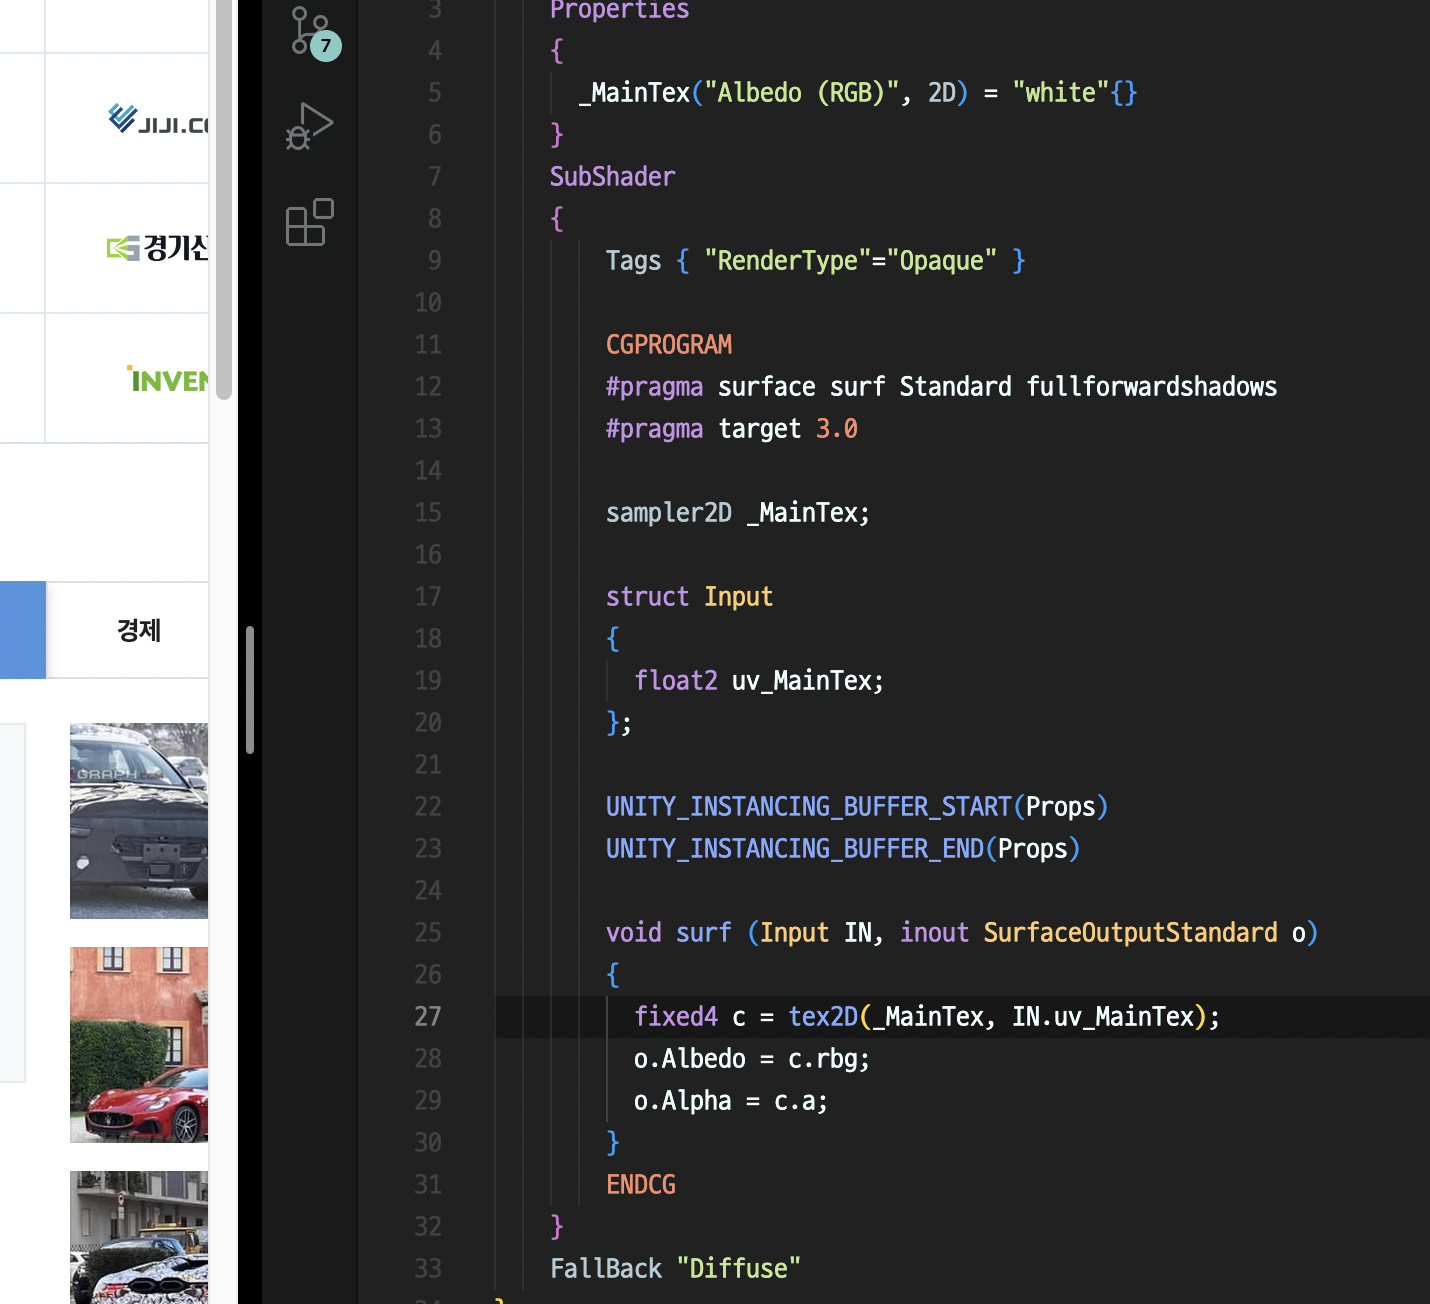 JIJI.C
경기신
INVEN
경제
GRAPH
7
3 Properties
4 {
5 _MainTex("Albedo (RGB)", 2D) = "white"{}
6 }
7 SubShader
8 {
9 Tags { "RenderType"="Opaque" }
10
11 CGPROGRAM
12 #pragma surface surf Standard fullforwardshadows
13 #pragma target 3.0
14
15 sampler2D _MainTex;
16
17 struct Input
18 {
19 float2 uv_MainTex;
20 };
21
22 UNITY_INSTANCING_BUFFER_START(Props)
23 UNITY_INSTANCING_BUFFER_END(Props)
24
25 void surf (Input IN, inout SurfaceOutputStandard o)
26 {
27 fixed4 c = tex2D(_MainTex, IN.uv_MainTex);
28 o.Albedo = c.rbg;
29 o.Alpha = c.a;
30 }
31 ENDCG
32 }
33 FallBack "Diffuse"